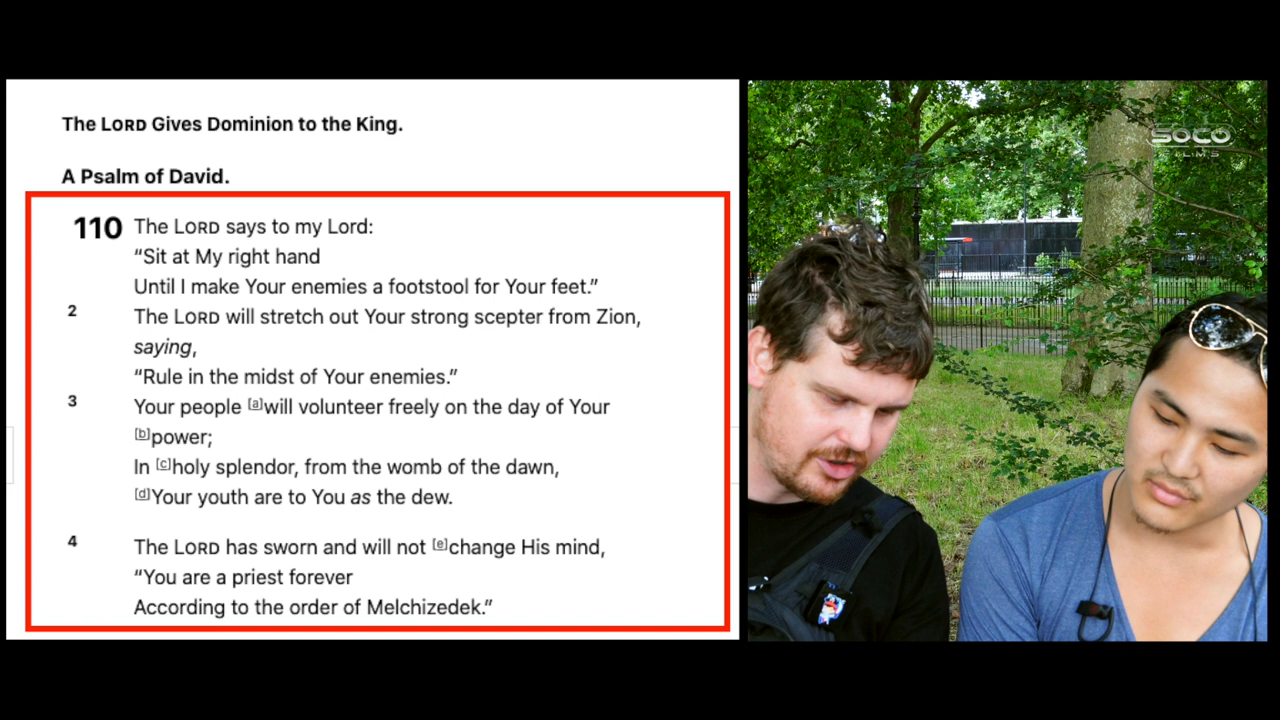 The LORD Gives Dominion to the King.
A Psalm of David.
110 The LORD says to my Lord:
“Sit at My right hand
Until I make Your enemies a footstool for Your feet.”
2 The LORD will stretch out Your strong scepter from Zion,
saying,
“Rule in the midst of Your enemies.”
3 Your people [a]will volunteer freely on the day of Your
[b]power;
In [c]holy splendor, from the womb of the dawn,
[d]Your youth are to You as the dew.
4 The LORD has sworn and will not [e]change His mind,
“You are a priest forever
According to the order of Melchizedek.”
SOCO
FILMS